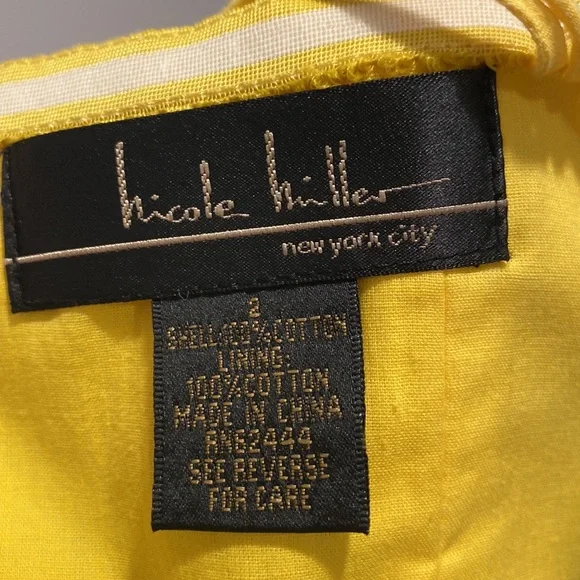 nicole miller
new york city
2
SHELL:100%COTTON
LINING:
100%COTTON
MADE IN CHINA
RN62444
SEE REVERSE
FOR CARE